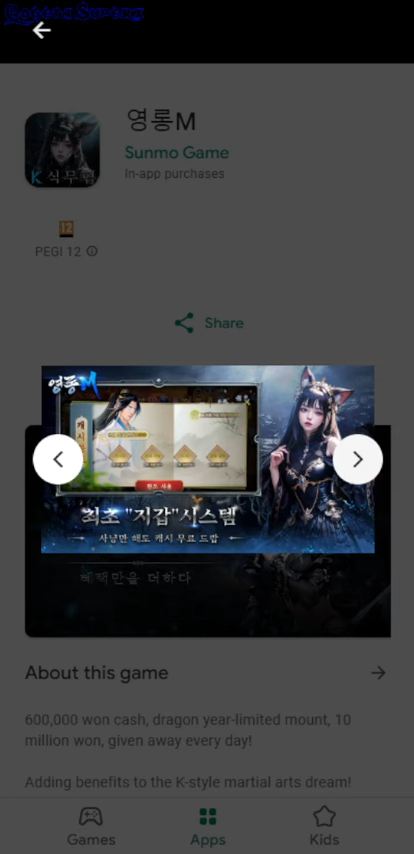 영롱M
Sunmo Game
In-app purchases
K 식무협
12
PEGI 12
Share
영롱M
최초 "지갑"시스템
사냥만 해도 캐시 무료 드랍
혜택만을 더하다
About this game
600,000 won cash, dragon year-limited mount, 10
million won, given away every day!
Adding benefits to the K-style martial arts dream!
Games
Apps
Kids